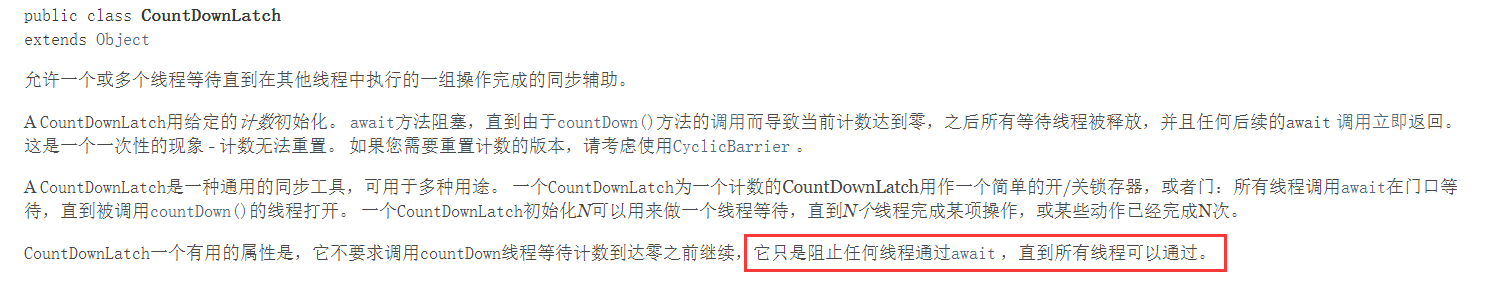 public class CountDownLatch
extends Object
允许一个或多个线程等待直到在其他线程中执行的一组操作完成的同步辅助。
A CountDownLatch用给定的计数初始化。 await方法阻塞，直到由于countDown()方法的调用而导致当前计数达到零，之后所有等待线程被释放，并且任何后续的await 调用立即返回。
这是一个一次性的现象 - 计数无法重置。 如果您需要重置计数的版本，请考虑使用CyclicBarrier 。
A CountDownLatch是一种通用的同步工具，可用于多种用途。 一个CountDownLatch为一个计数的CountDownLatch用作一个简单的开/关锁存器，或者门：所有线程调用await在门口等
待，直到被调用countDown()的线程打开。 一个CountDownLatch初始化N可以用来做一个线程等待，直到N个线程完成某项操作，或某些动作已经完成N次。
CountDownLatch一个有用的属性是，它不要求调用countDown线程等待计数到达零之前继续，它只是阻止任何线程通过await ，直到所有线程可以通过。